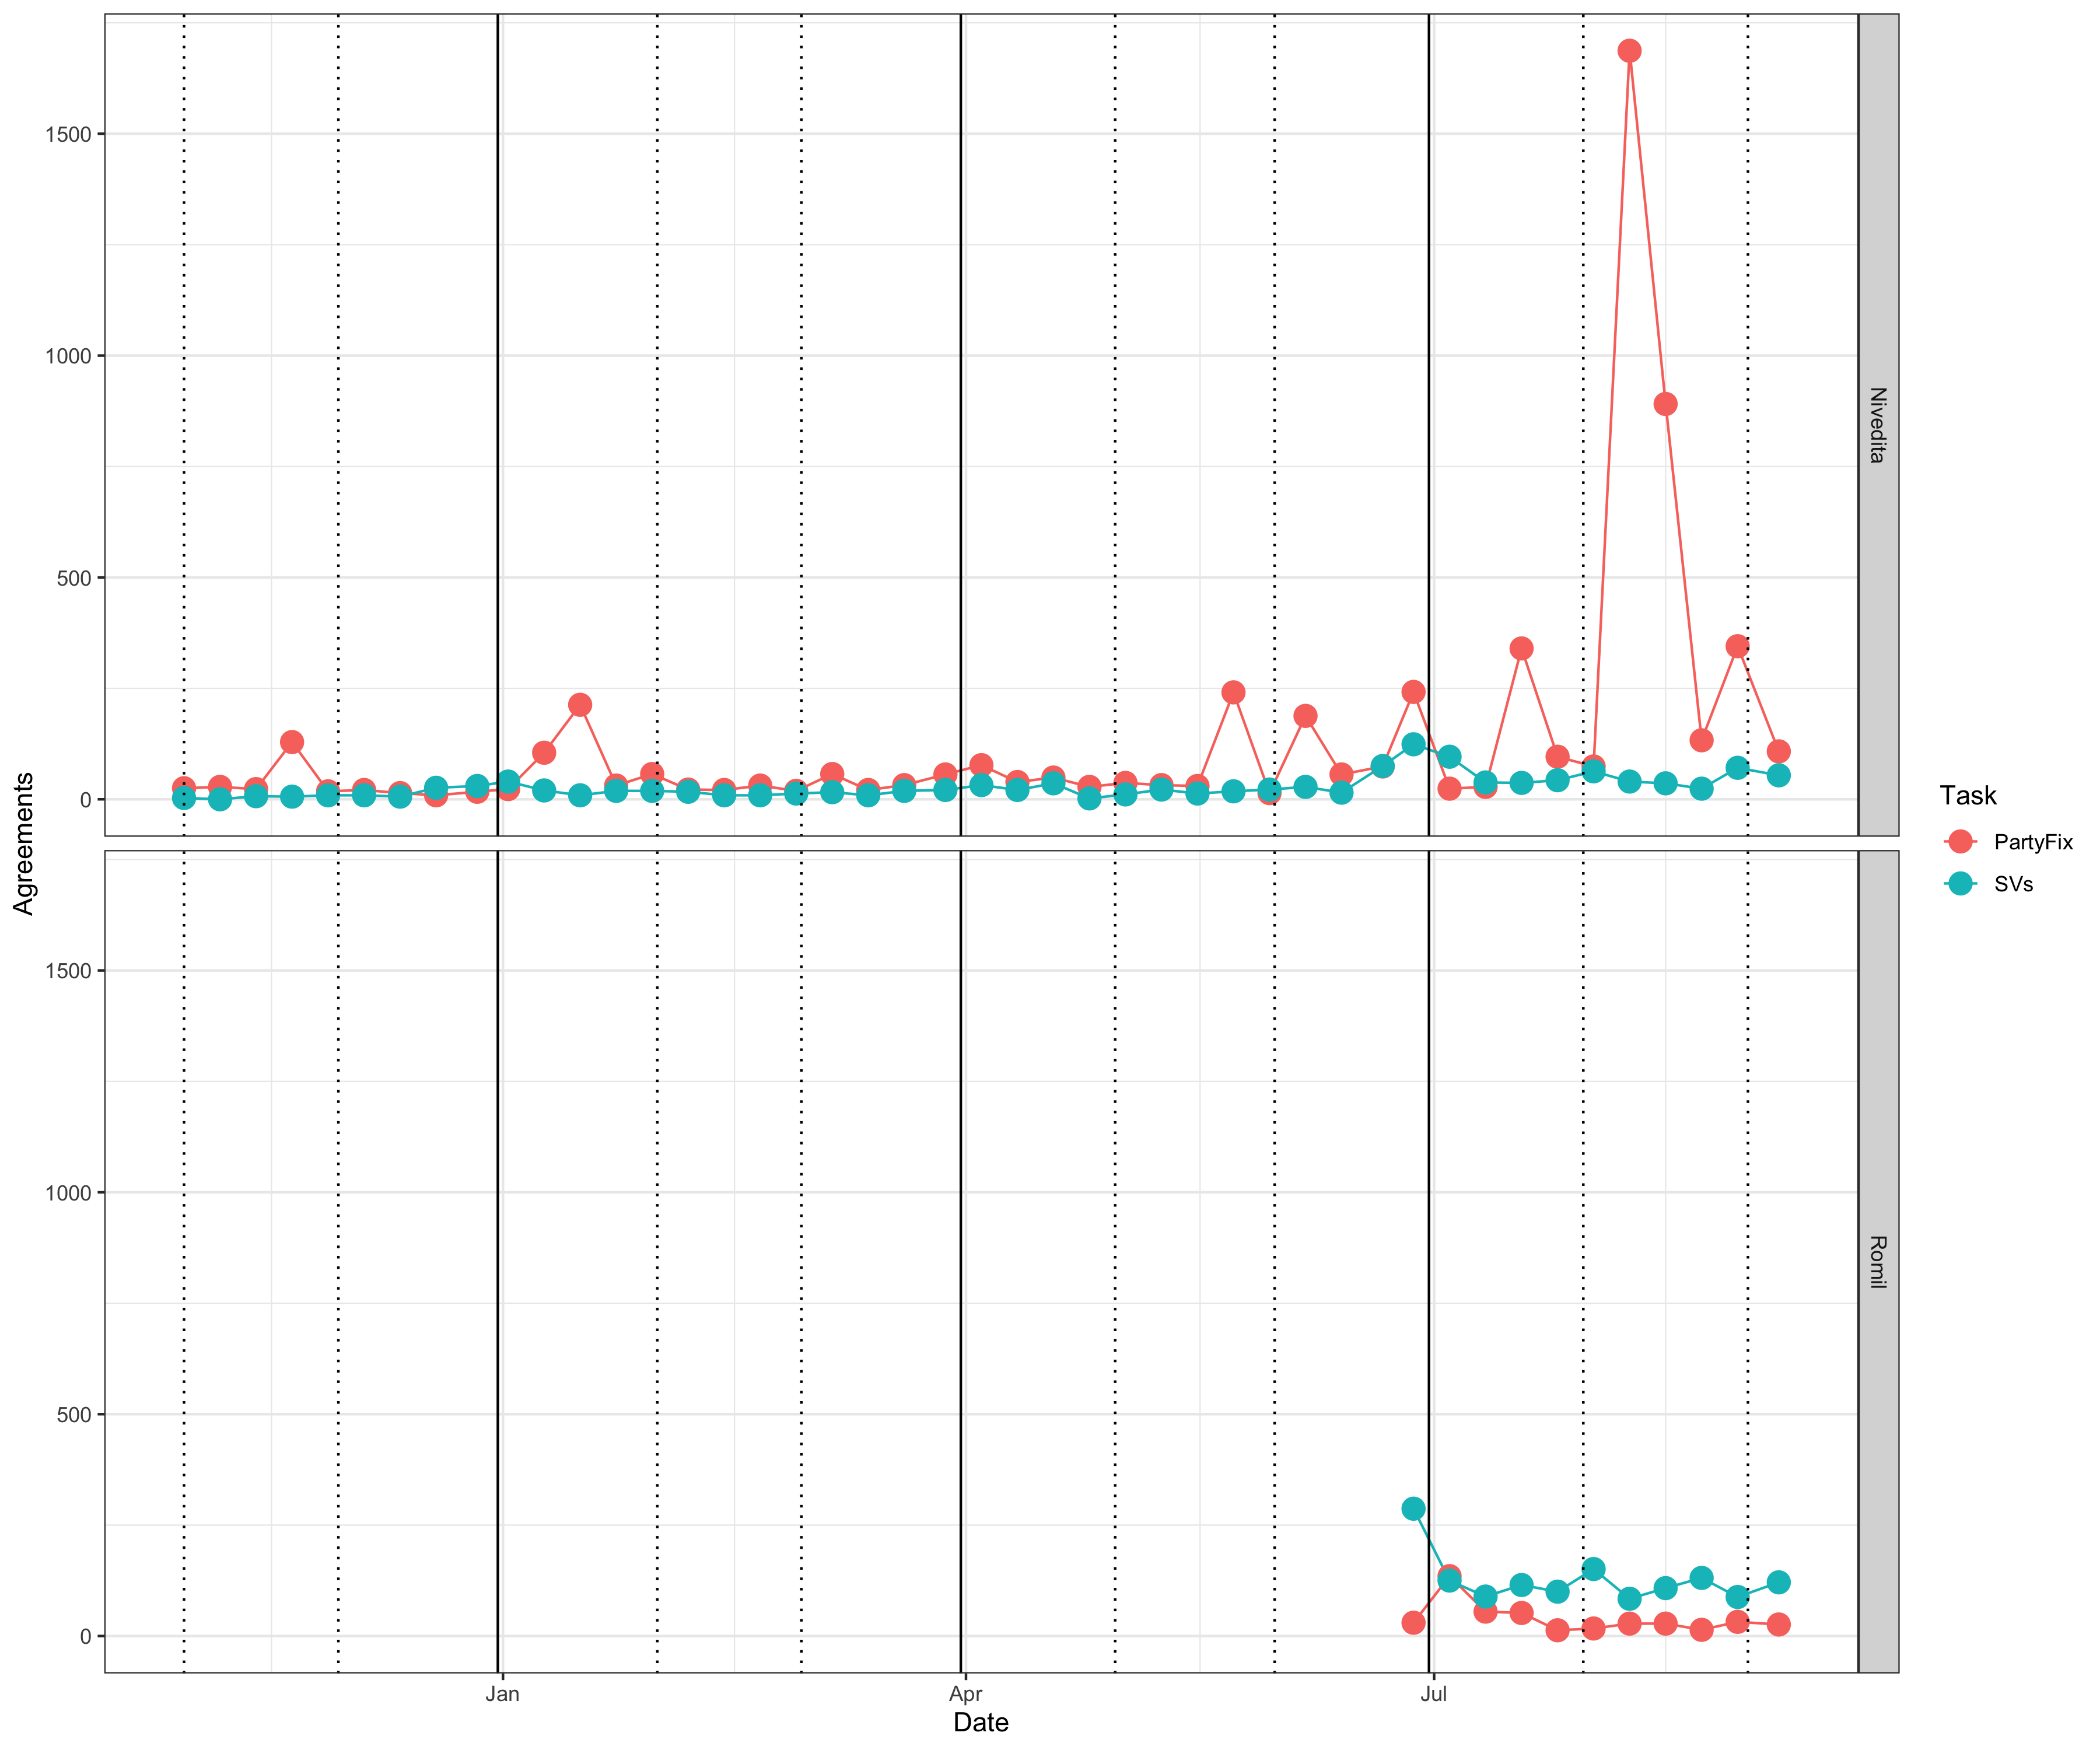 1500
1000
500
0
Nivedita
1500
1000
500
0
Romil
Jan
Apr
Jul
Date
Agreements
Task
PartyFix
SVs